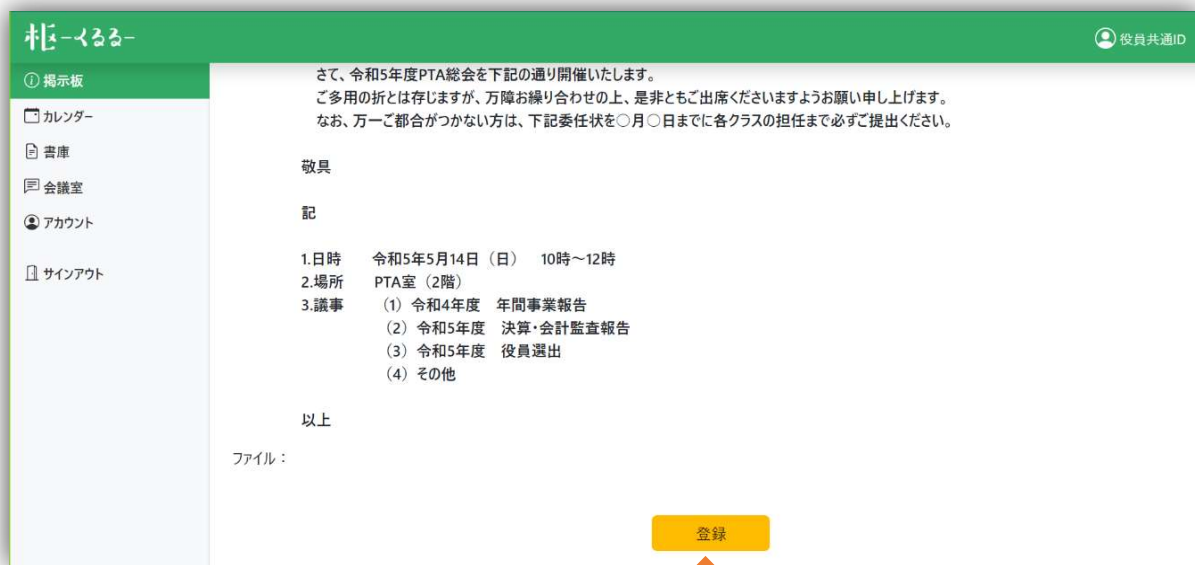 枢-くるる-
役員共通ID
掲示板
カレンダー
書庫
会議室
アカウント
サインアウト
さて、令和5年度PTA総会を下記の通り開催いたします。
ご多用の折とは存じますが、万障お繰り合わせの上、是非ともご出席くださいますようお願い申し上げます。
なお、万一ご都合がつかない方は、下記委任状を○月○日までに各クラスの担任まで必ずご提出ください。
敬具
記
1.日時　　令和5年5月14日（日）　10時～12時
2.場所　　PTA室（2階）
3.議事　　（1）令和4年度　年間事業報告
（2）令和5年度　決算・会計監査報告
（3）令和5年度　役員選出
（4）その他
以上
ファイル：
登録